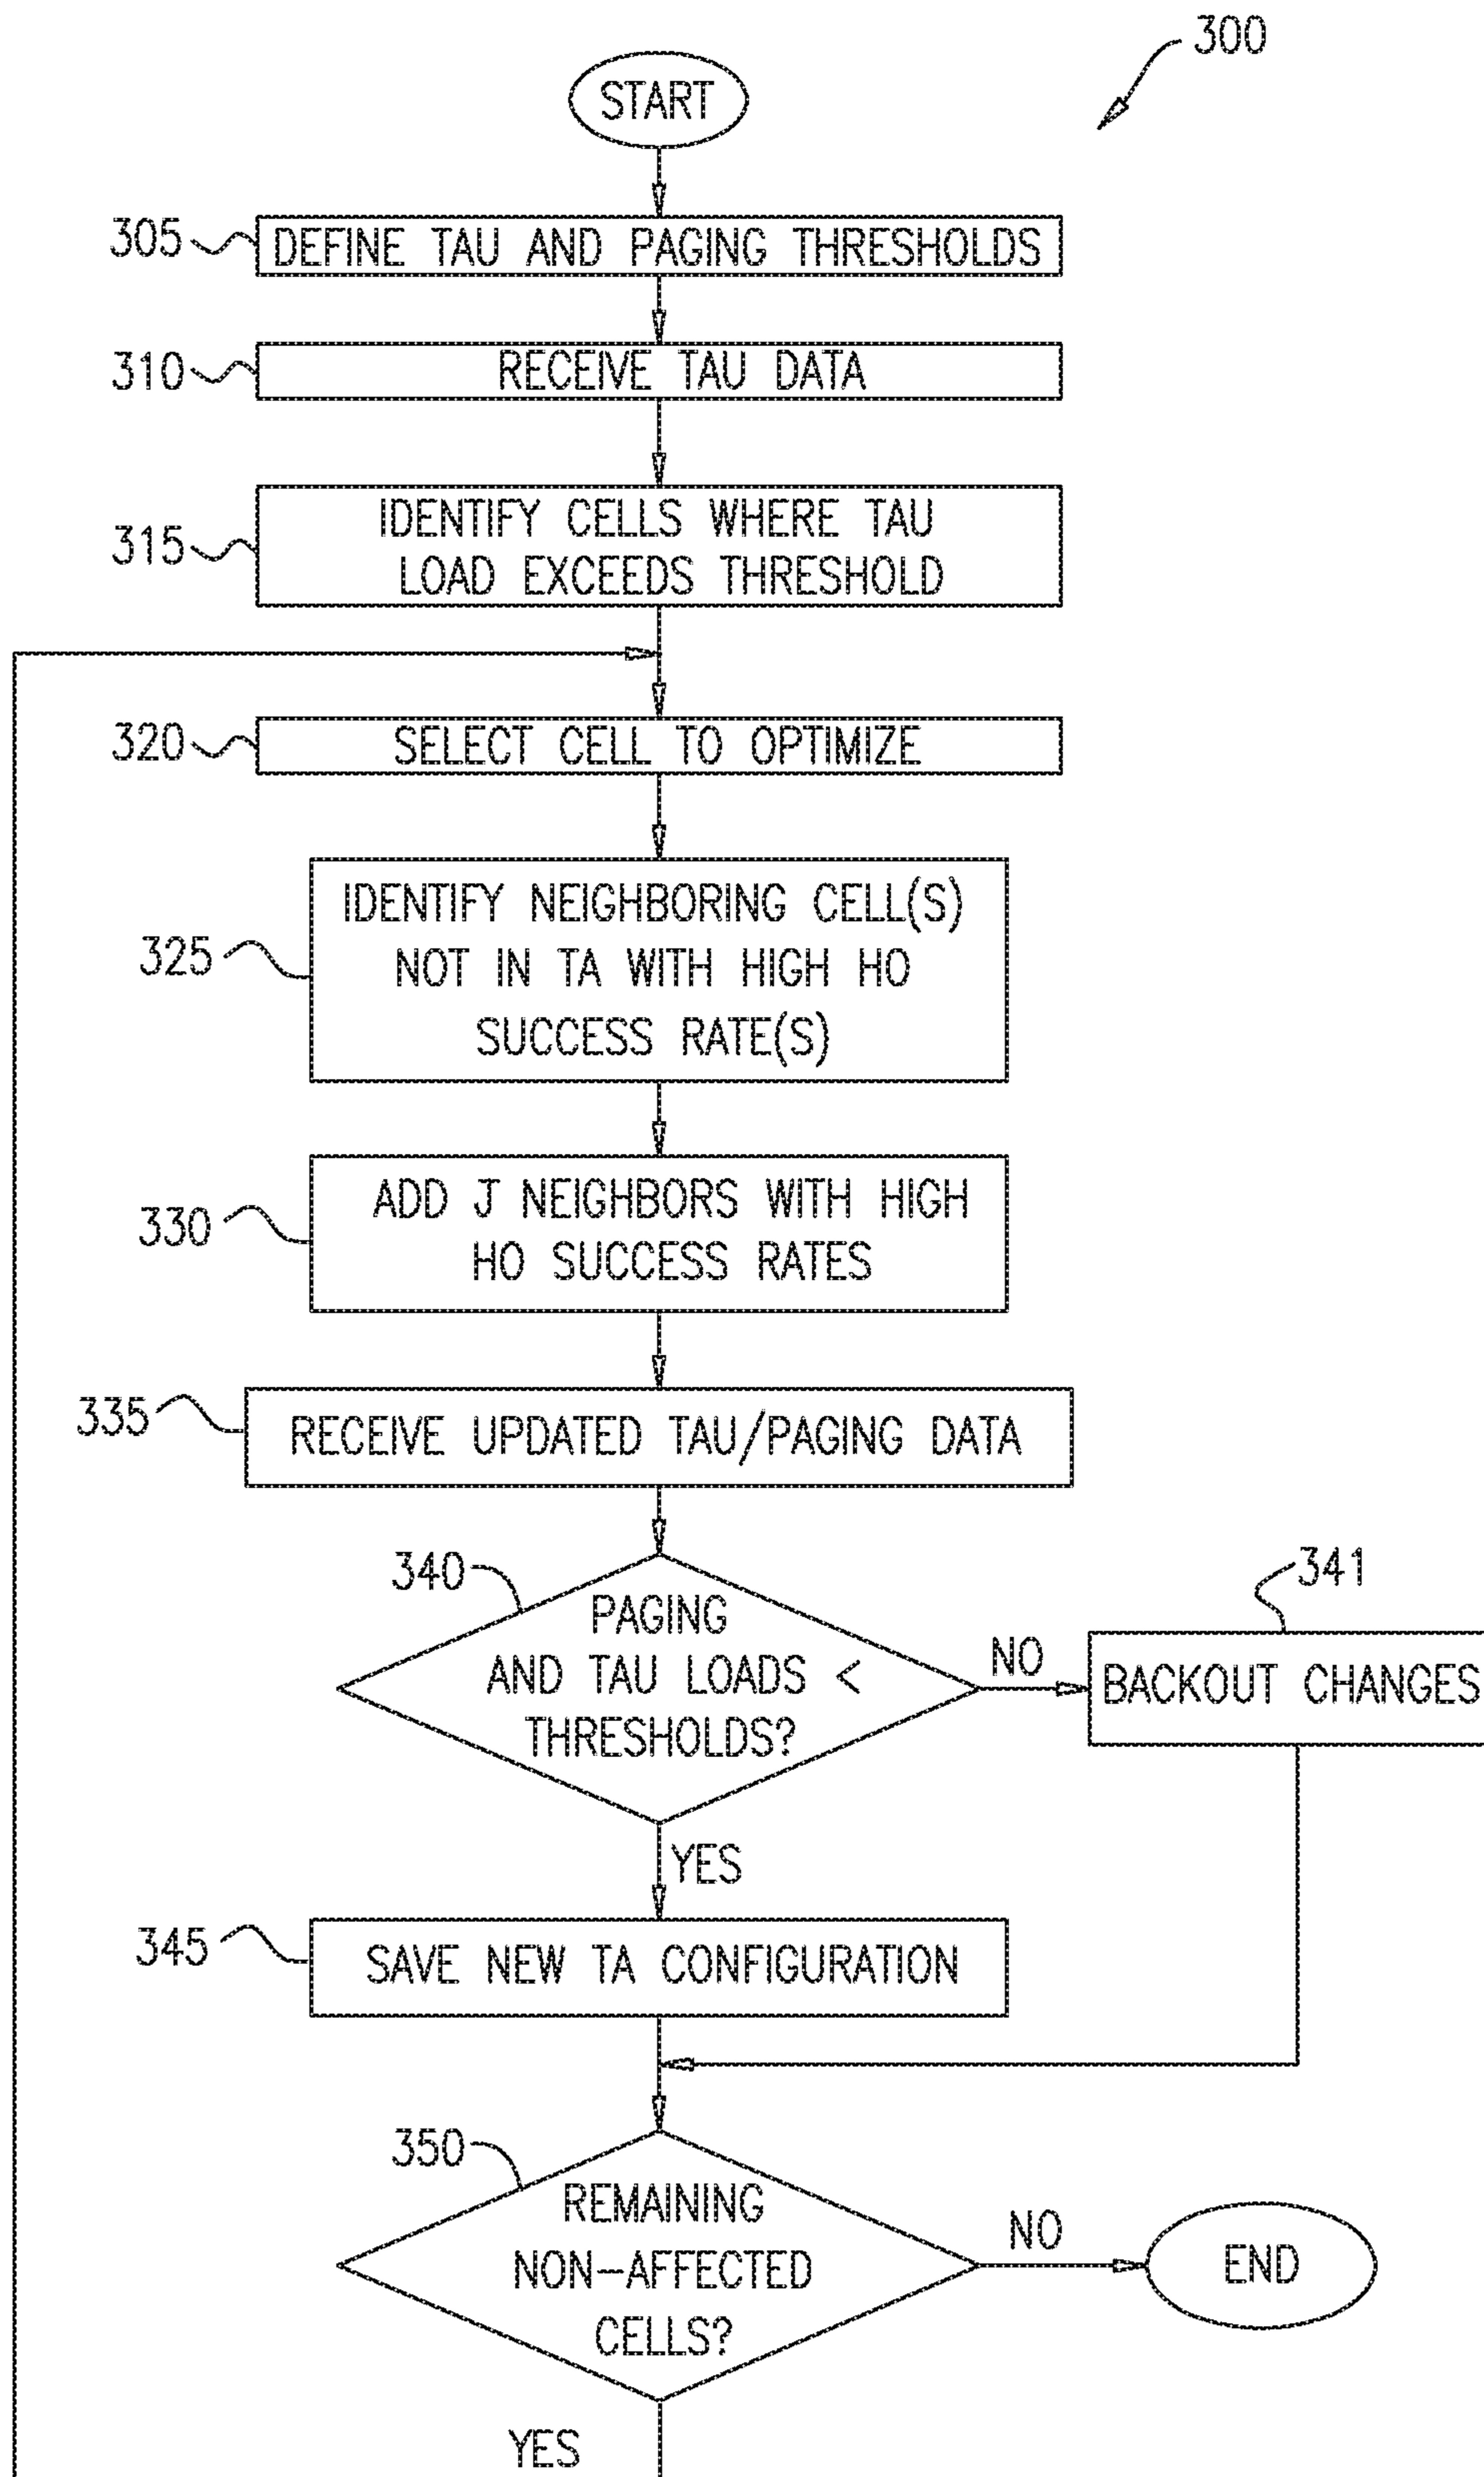 300
START
305
DEFINE TAU AND PAGING THRESHOLDS
310
RECEIVE TAU DATA
315
IDENTIFY CELLS WHERE TAU
LOAD EXCEEDS THRESHOLD
320
SELECT CELL TO OPTIMIZE
325
IDENTIFY NEIGHBORING CELL(S)
NOT IN TA WITH HIGH HO
SUCCESS RATE(S)
330
ADD J NEIGHBORS WITH HIGH
HO SUCCESS RATES
335
RECEIVE UPDATED TAU/PAGING DATA
340
PAGING
AND TAU LOADS <
THRESHOLDS?
NO
341
BACKOUT CHANGES
YES
345
SAVE NEW TA CONFIGURATION
350
REMAINING
NON-AFFECTED
CELLS?
NO
END
YES